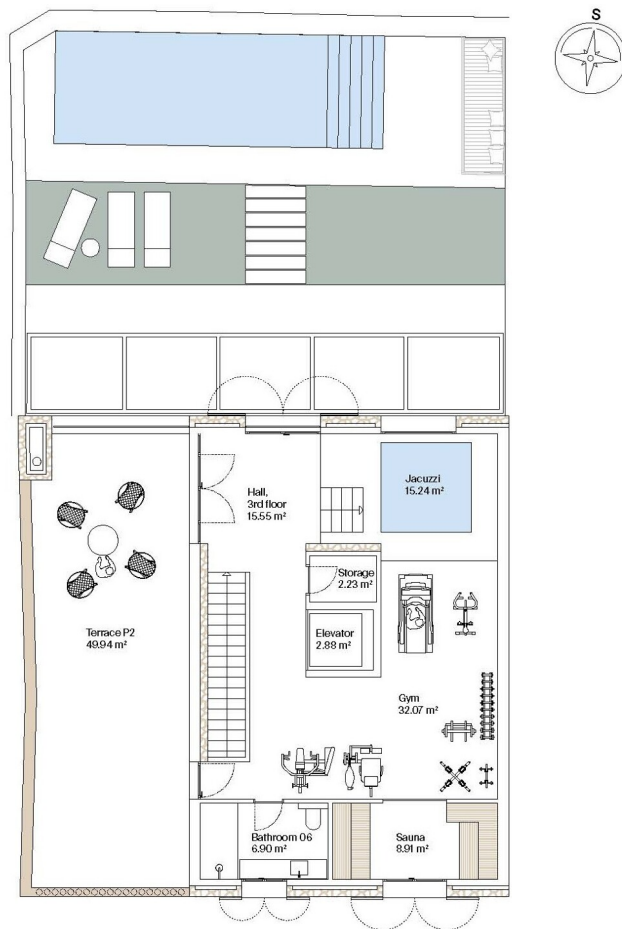 S
Jacuzzi
15.24 m²
Hall,
3rd floor
15.55 m²
Storage
2.23 m²
Elevator
2.88 m²
Terrace P2
49.94 m²
Gym
32.07 m²
Bathroom 06
6.90 m²
Sauna
8.91 m²